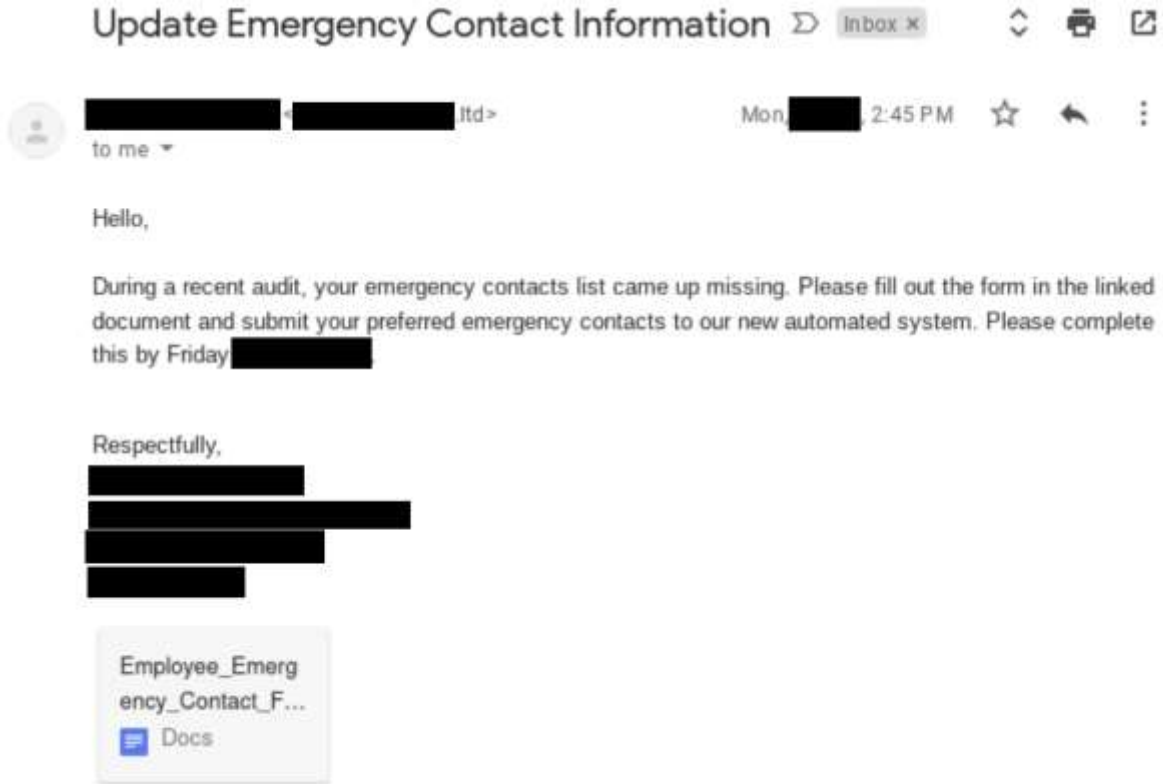 Update Emergency Contact Information Inbox ×
< .ltd> Mon, , 2:45 PM
to me
Hello,
During a recent audit, your emergency contacts list came up missing. Please fill out the form in the linked
document and submit your preferred emergency contacts to our new automated system. Please complete
this by Friday
Respectfully,
Employee_Emerg
ency_Contact_F...
Docs